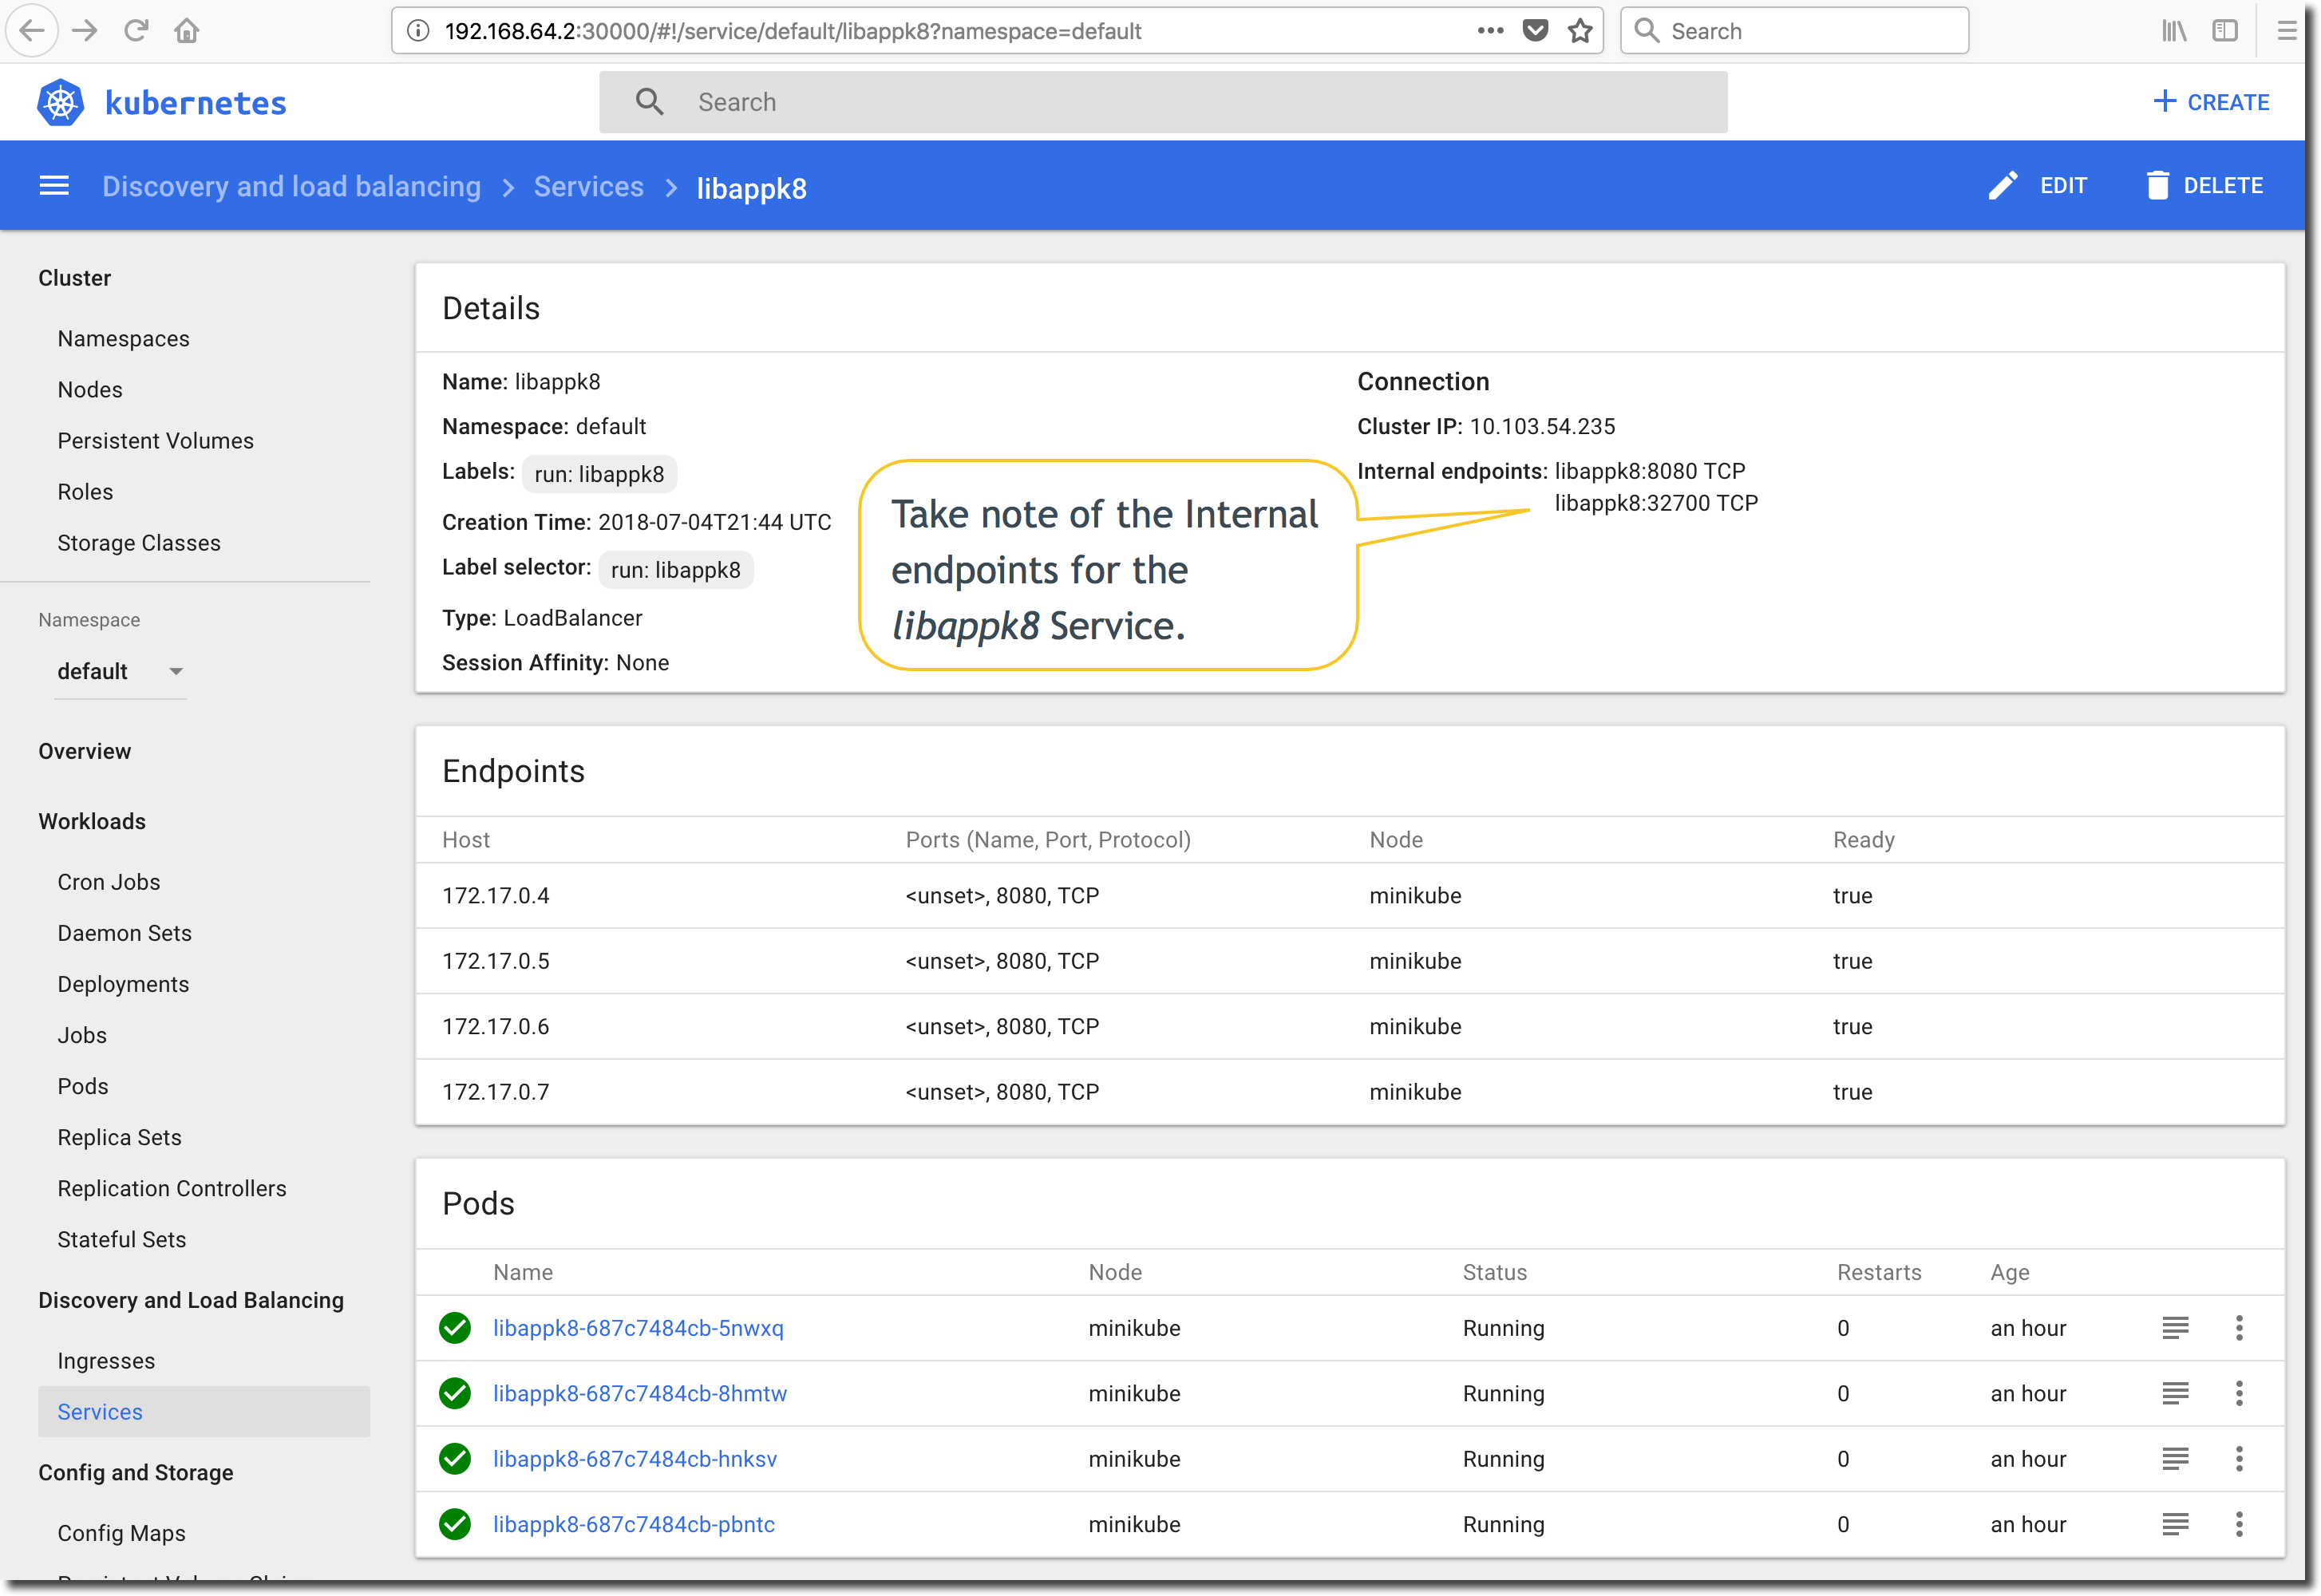 192.168.64.2:30000/#!/service/default/libappk8?namespace=default
Search
kubernetes
Search
CREATE
Discovery and load balancing > Services > libappk8
EDIT
DELETE
Cluster
Namespaces
Nodes
Persistent Volumes
Roles
Storage Classes
Namespace
default
Overview
Workloads
Cron Jobs
Daemon Sets
Deployments
Jobs
Pods
Replica Sets
Replication Controllers
Stateful Sets
Discovery and Load Balancing
Ingresses
Services
Config and Storage
Config Maps
Details
Name: libappk8
Namespace: default
Labels: run: libappk8
Creation Time: 2018-07-04T21:44 UTC
Label selector: run: libappk8
Type: LoadBalancer
Session Affinity: None
Connection
Cluster IP: 10.103.54.235
Internal endpoints: libappk8:8080 TCP
libappk8:32700 TCP
Take note of the Internal
endpoints for the
libappk8 Service.
Endpoints
Host Ports (Name, Port, Protocol) Node Ready
172.17.0.4 <unset>, 8080, TCP minikube true
172.17.0.5 <unset>, 8080, TCP minikube true
172.17.0.6 <unset>, 8080, TCP minikube true
172.17.0.7 <unset>, 8080, TCP minikube true
Pods
Name Node Status Restarts Age
libappk8-687c7484cb-5nwxq minikube Running 0 an hour
libappk8-687c7484cb-8hmtw minikube Running 0 an hour
libappk8-687c7484cb-hnksv minikube Running 0 an hour
libappk8-687c7484cb-pbntc minikube Running 0 an hour